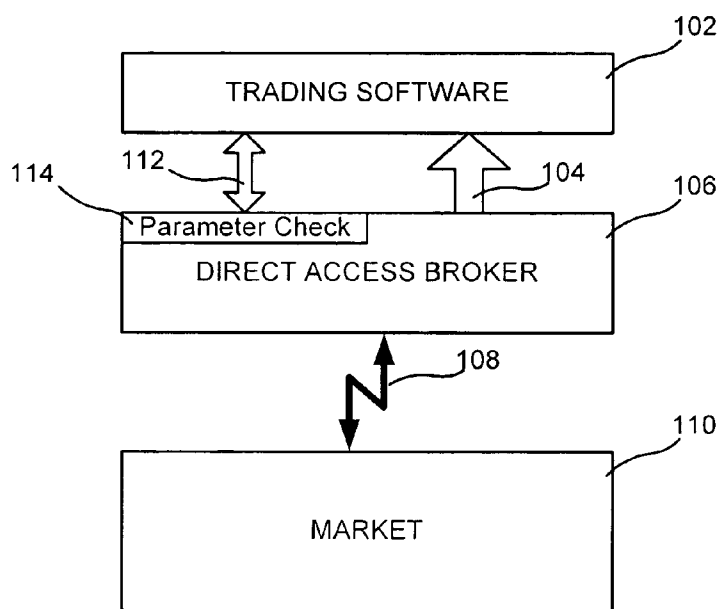 102
TRADING SOFTWARE
112
104
114
106
Parameter Check
DIRECT ACCESS BROKER
108
110
MARKET